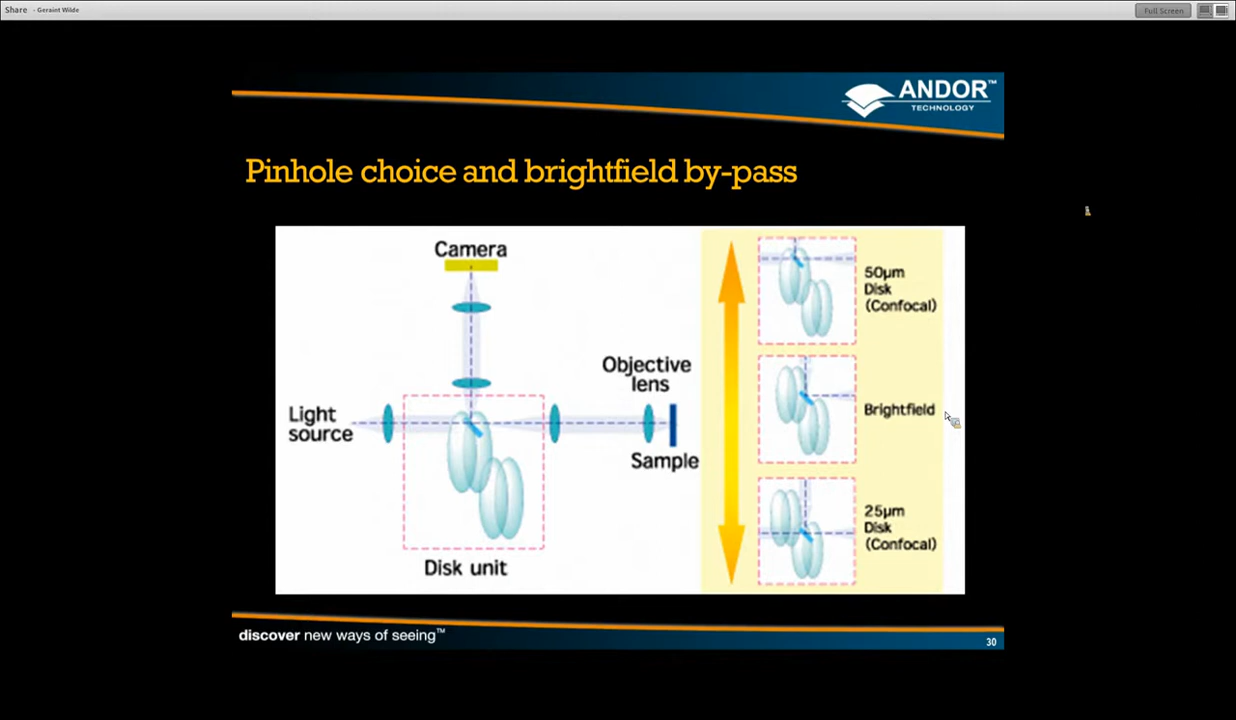 Share - Geraint Wilde
Full Screen
ANDOR™
TECHNOLOGY
Pinhole choice and brightfield by-pass
Camera
Light
source
Objective
lens
Sample
Disk unit
50µm
Disk
(Confocal)
Brightfield
25µm
Disk
(Confocal)
discover new ways of seeing™
30